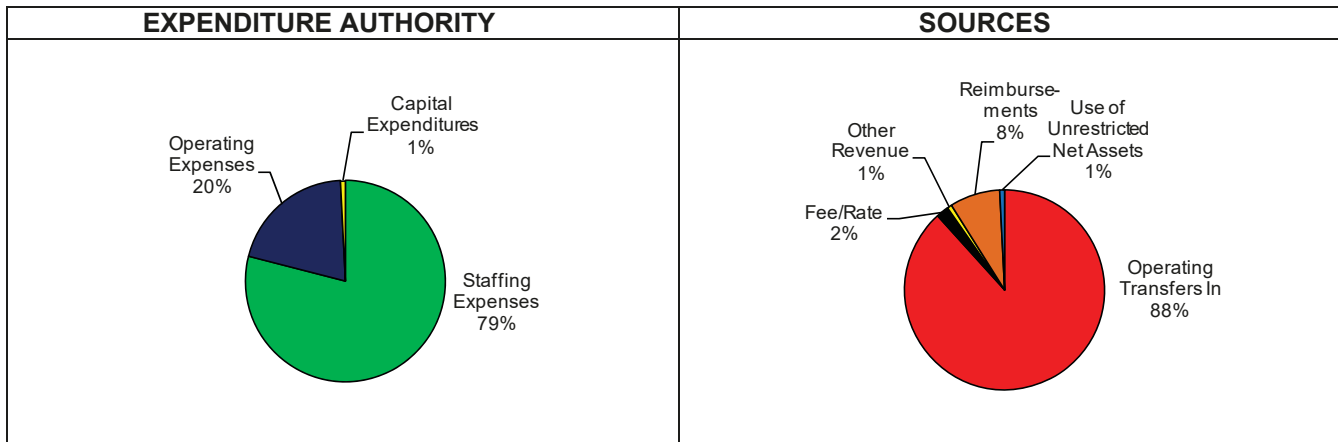 EXPENDITURE AUTHORITY
Capital
Expenditures
1%
Operating
Expenses
20%
Staffing
Expenses
79%
SOURCES
Reimburse-
ments
8%
Use of
Unrestricted
Net Assets
1%
Other
Revenue
1%
Fee/Rate
2%
Operating
Transfers In
88%